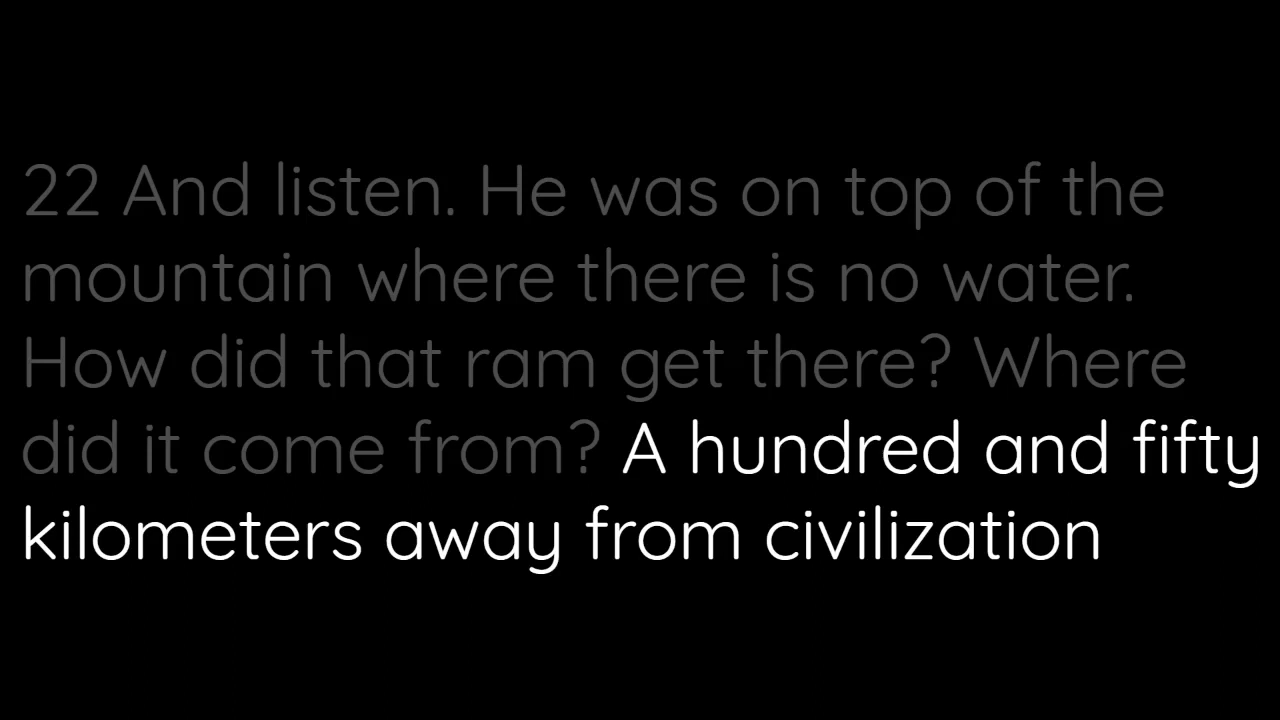 22 And listen. He was on top of the
mountain where there is no water.
How did that ram get there? Where
did it come from? A hundred and fifty
kilometers away from civilization